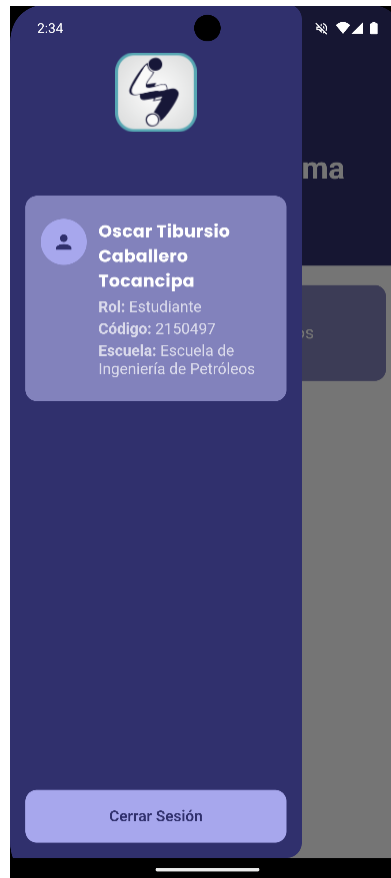 2:34
ma
Oscar Tibursio
Caballero
Tocancipa
Rol: Estudiante
Código: 2150497
os
Escuela: Escuela de
Ingeniería de Petróleos
Cerrar Sesión